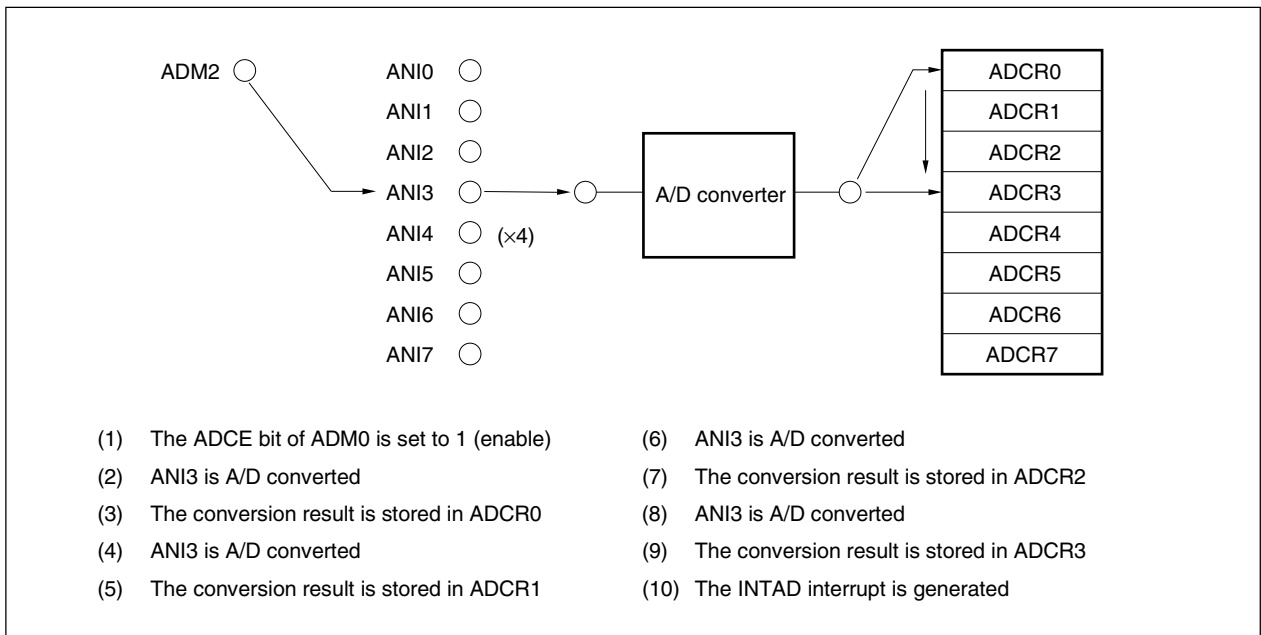 ADM2
ANI0
ANI1
ANI2
ANI3
ANI4 (×4)
ANI5
ANI6
ANI7
A/D converter
ADCR0
ADCR1
ADCR2
ADCR3
ADCR4
ADCR5
ADCR6
ADCR7
(1) The ADCE bit of ADM0 is set to 1 (enable)
(2) ANI3 is A/D converted
(3) The conversion result is stored in ADCR0
(4) ANI3 is A/D converted
(5) The conversion result is stored in ADCR1
(6) ANI3 is A/D converted
(7) The conversion result is stored in ADCR2
(8) ANI3 is A/D converted
(9) The conversion result is stored in ADCR3
(10) The INTAD interrupt is generated